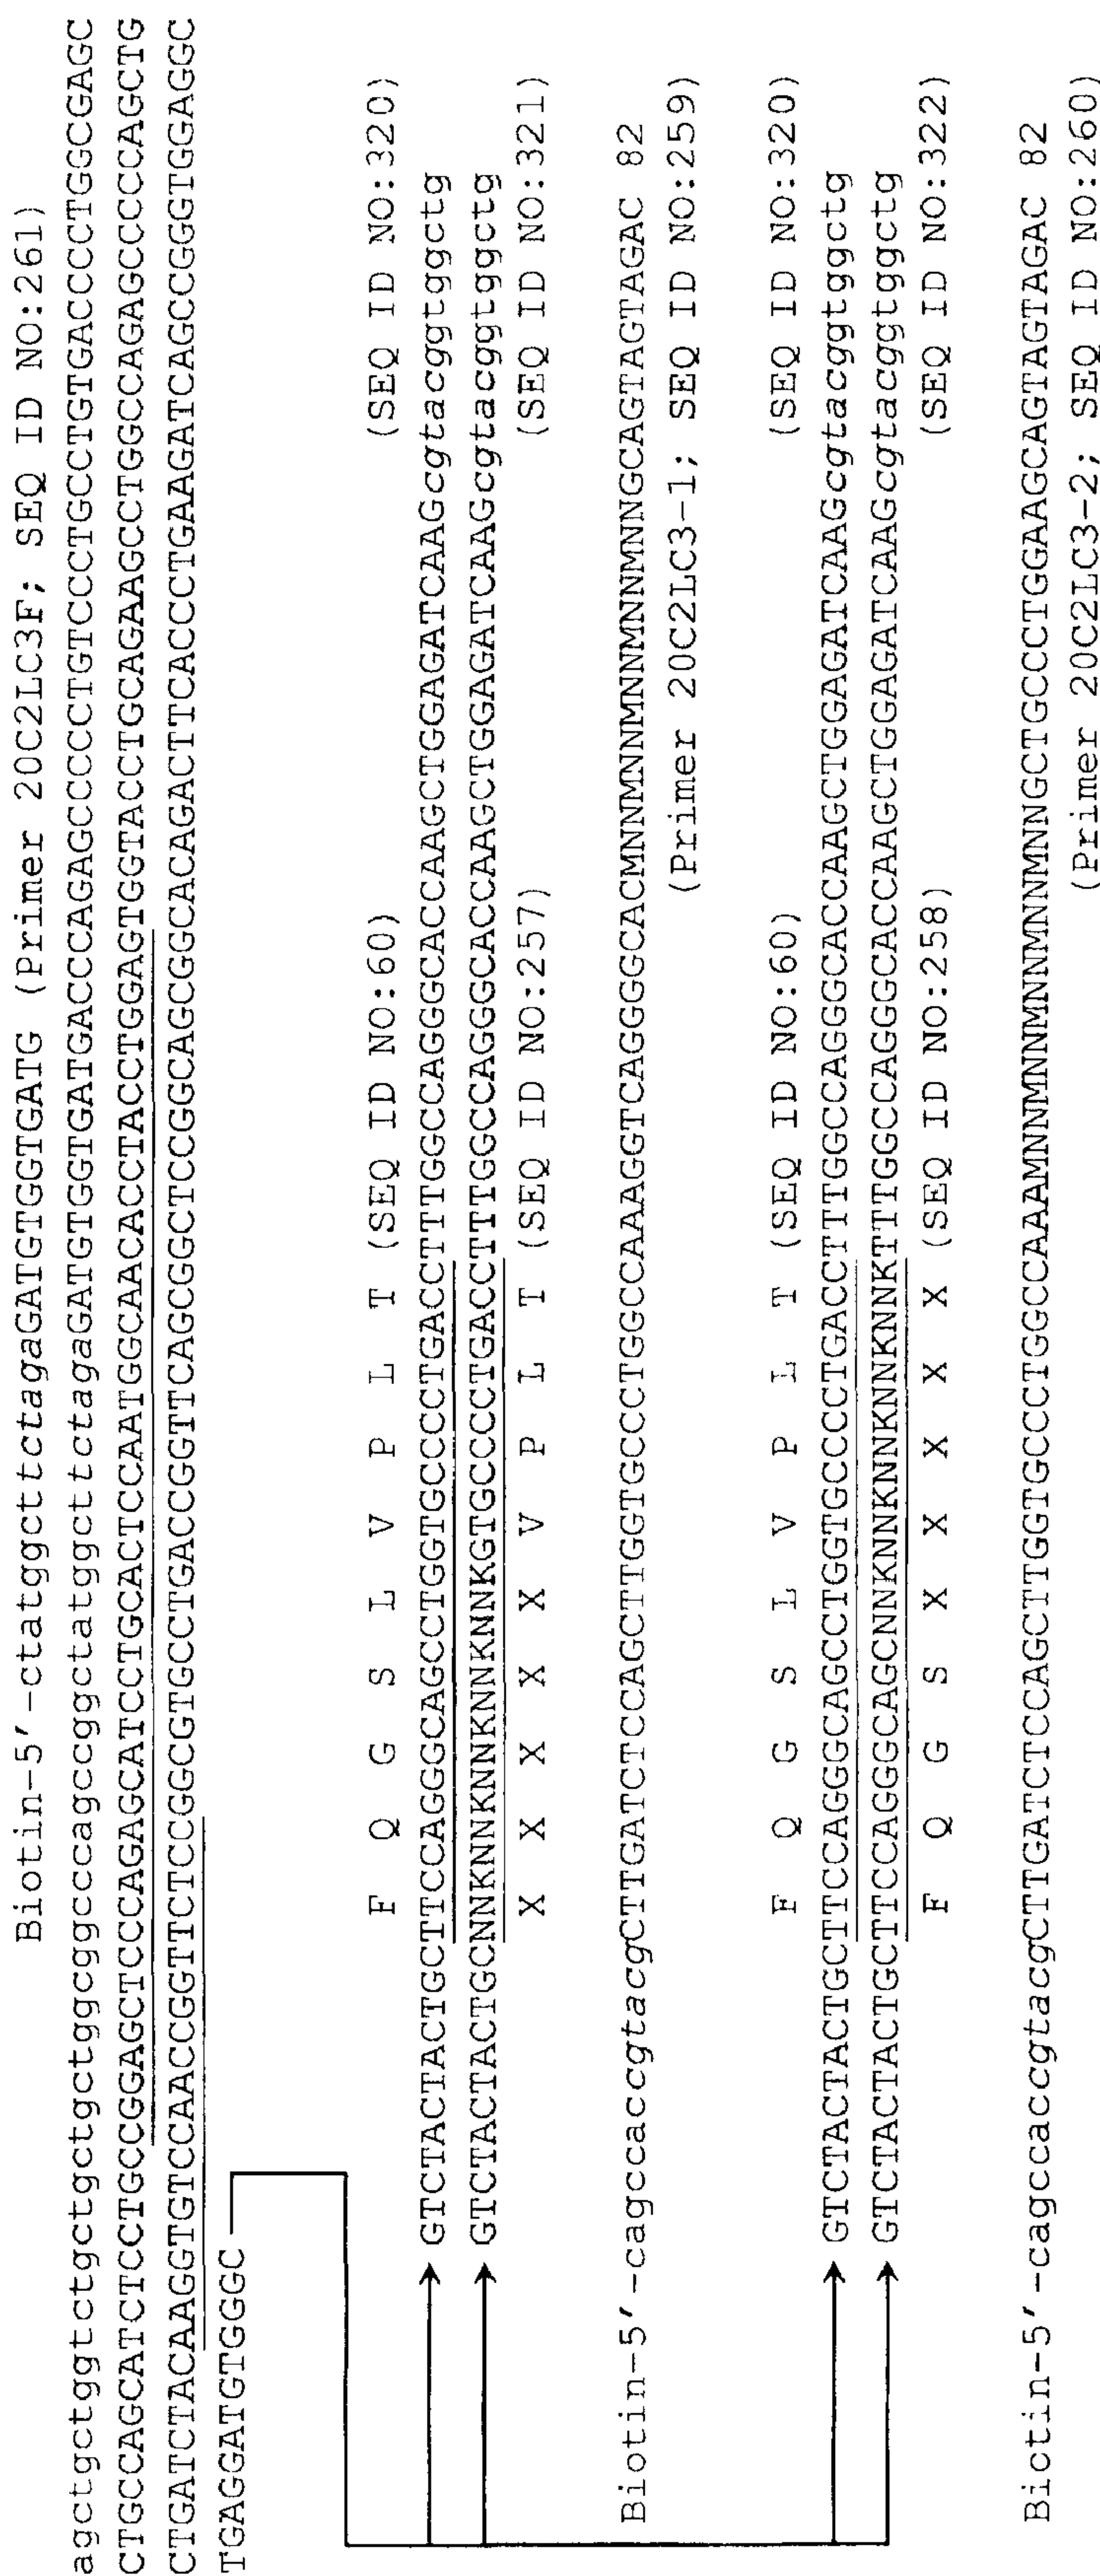 Biotin-5′-ctatggcttctagaGATGTGGTGATG (Primer 20C2LC3F; SEQ ID NO:261)
agctgctggtctgctgctgctgctggcggcccagccggctatggcttctagaGATGTGGTGATGACCCAGAGCCCCCTGTCCCTGCCTGTGACCCCTGGCGAGC
CTGCCAGCATCTCCTGCCGGAGCTCCCAGAGCATCCTGCACTCCAATGGCAACACCTACCTGGAGTGGTACCTGCAGAAGCCTGGCCAGAGCCCCCAGCTG
CTGATCTACAAGGTGTCCAACCGGTTCTCCGGCGTGCCTGACCGGTTCAGCGGCTCCGGCAGCGGCACAGACTTCACCCTGAAGATCAGCCGGGTGGAGGC
TGAGGATGTGGGC
F Q G S L V P L T (SEQ ID NO:60) (SEQ ID NO:320)
GTCTACTACTGCTTCCAGGGCAGCCTGGTGCCCCTGACCTTTGGCCAGGGCACCAAGCTGGAGATCAAGcgtacggtggctg
GTCTACTACTGCNNKNNKNNKNNKNNKGTGCCCCTGACCTTTGGCCAGGGCACCAAGCTGGAGATCAAGcgtacggtggctg
X X X X X V P L T (SEQ ID NO:257) (SEQ ID NO:321)
Biotin-5′-cagccaccgtacgCTTGATCTCCAGCTTGGTGCCCTGGCCAAAGGTCAGGGGCACMNNMNNMNNMNNMNNGCAGTAGTAGAC 82
(Primer 20C2LC3-1; SEQ ID NO:259)
F Q G S L V P L T (SEQ ID NO:60) (SEQ ID NO:320)
GTCTACTACTGCTTCCAGGGCAGCCTGGTGCCCCTGACCTTTGGCCAGGGCACCAAGCTGGAGATCAAGcgtacggtggctg
GTCTACTACTGCTTCCAGGGCAGCNNKNNKNNKNNKNNKTTTGGCCAGGGCACCAAGCTGGAGATCAAGcgtacggtggctg
F Q G S X X X X X (SEQ ID NO:258) (SEQ ID NO:322)
Biotin-5′-cagccaccgtacgCTTGATCTCCAGCTTGGTGCCCTGGCCAAAMNNMNNMNNMNNMNNGCTGCCCTGGAAGCAGTAGTAGAC 82
(Primer 20C2LC3-2; SEQ ID NO:260)